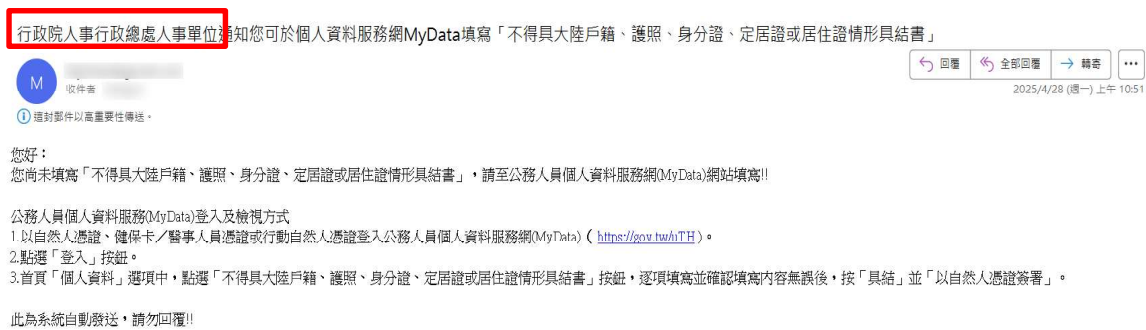 行政院人事行政總處人事單位通知您可於個人資料服務網MyData填寫「不得具大陸戶籍、護照、身分證、定居證或居住證情形具結書」
回覆 全部回覆 轉寄
M
收件者
2025/4/28 (週一) 上午 10:51
這封郵件以高重要性傳送。
您好：
您尚未填寫「不得具大陸戶籍、護照、身分證、定居證或居住證情形具結書」，請至公務人員個人資料服務網(MyData)網站填寫!!
公務人員個人資料服務(MyData)登入及檢視方式
1.以自然人憑證、健保卡／醫事人員憑證或行動自然人憑證登入公務人員個人資料服務網(MyData)（https://gov.tw/uTH）。
2.點選「登入」按鈕。
3.首頁「個人資料」選項中，點選「不得具大陸戶籍、護照、身分證、定居證或居住證情形具結書」按鈕，逐項填寫並確認填寫內容無誤後，按「具結」並「以自然人憑證簽署」。
此為系統自動發送，請勿回覆!!